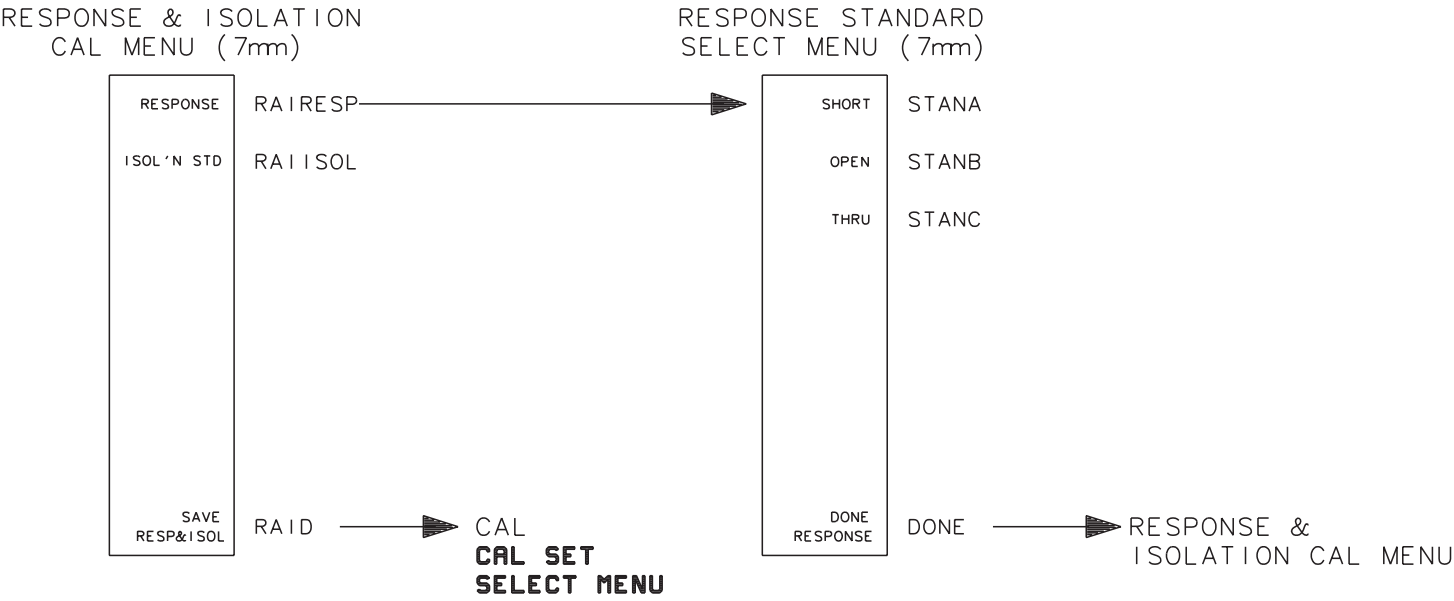 RESPONSE & ISOLATION
CAL MENU (7mm)
RESPONSE RAIRESP
ISOL'N STD RAIISOL
SAVE
RESP&ISOL
RAID
CAL
CAL SET
SELECT MENU
RESPONSE STANDARD
SELECT MENU (7mm)
SHORT STANA
OPEN STANB
THRU STANC
DONE
RESPONSE
DONE
RESPONSE &
ISOLATION CAL MENU